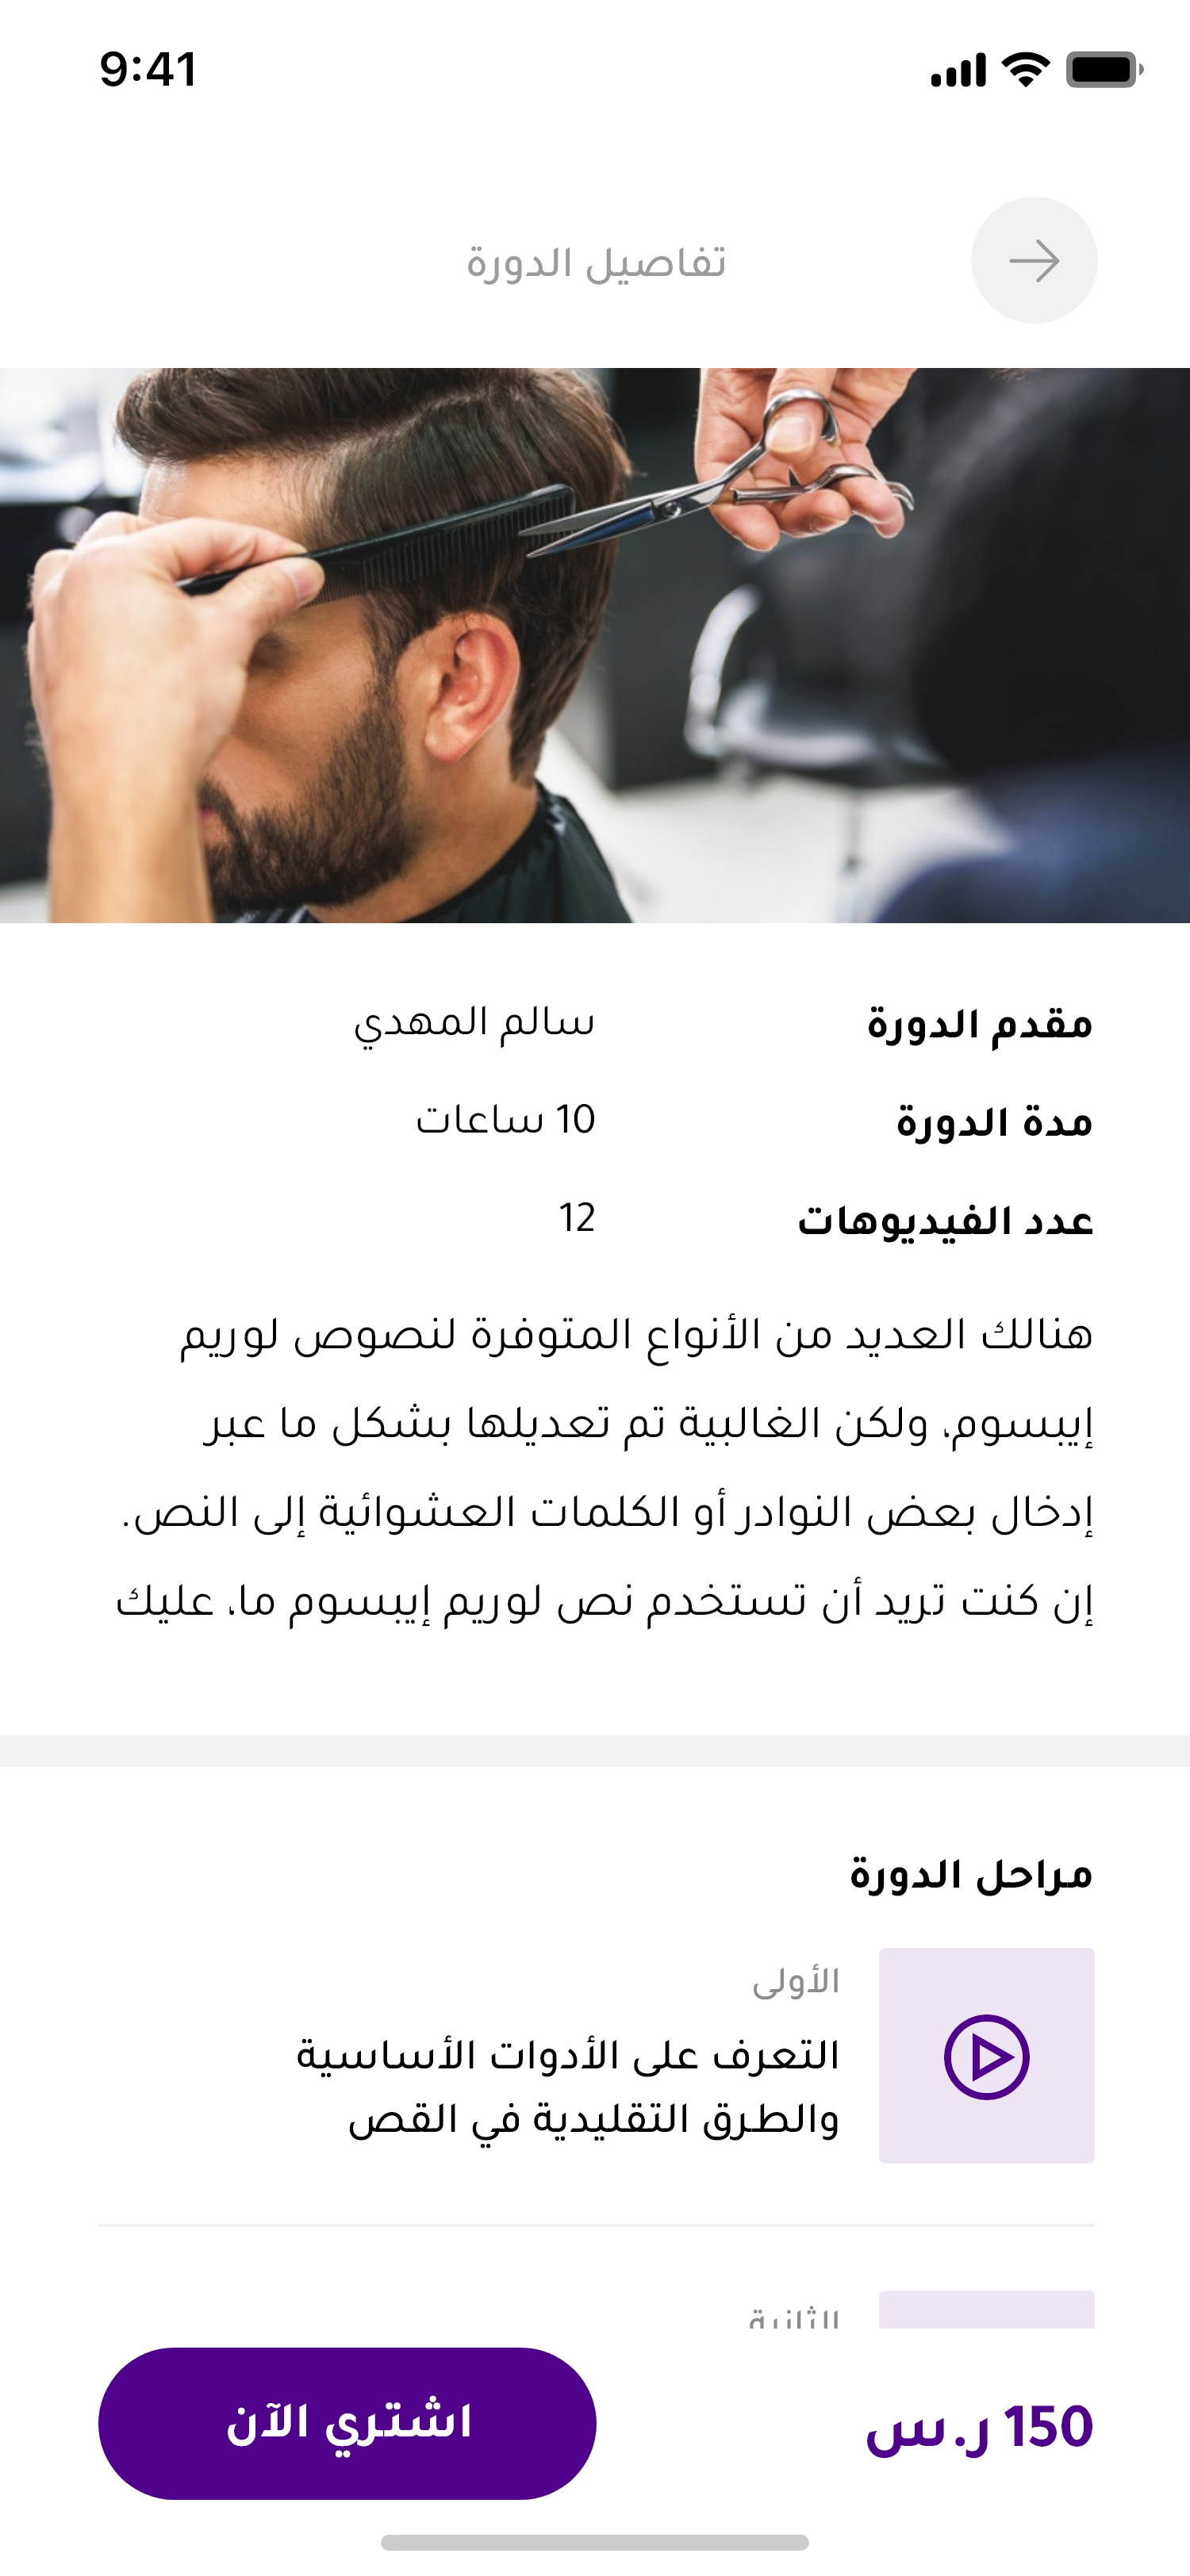 9:41
تفاصيل الدورة
مقدم الدورة سالم المهدي
مدة الدورة 10 ساعات
عدد الفيديوهات 12
هنالك العديد من الأنواع المتوفرة لنصوص لوريم
إيبسوم، ولكن الغالبية تم تعديلها بشكل ما عبر
إدخال بعض النوادر أو الكلمات العشوائية إلى النص.
إن كنت تريد أن تستخدم نص لوريم إيبسوم ما، عليك
مراحل الدورة
الأولى
التعرف على الأدوات الأساسية
والطرق التقليدية في القص
الثانية
150 ر.س
اشتري الآن